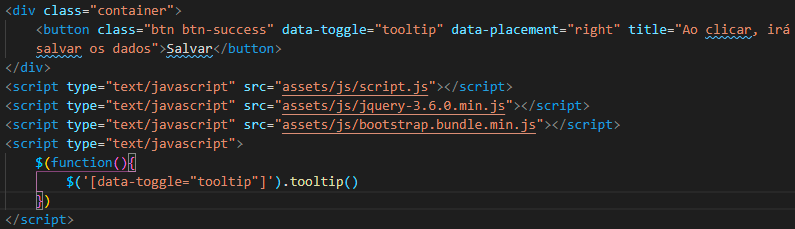 <div class="container">
<button class="btn btn-success" data-toggle="tooltip" data-placement="right" title="Ao clicar, irá
salvar os dados">Salvar</button>
</div>
<script type="text/javascript" src="assets/js/script.js"></script>
<script type="text/javascript" src="assets/js/jquery-3.6.0.min.js"></script>
<script type="text/javascript" src="assets/js/bootstrap.bundle.min.js"></script>
<script type="text/javascript">
$(function(){
$('[data-toggle="tooltip"]').tooltip()
})
</script>